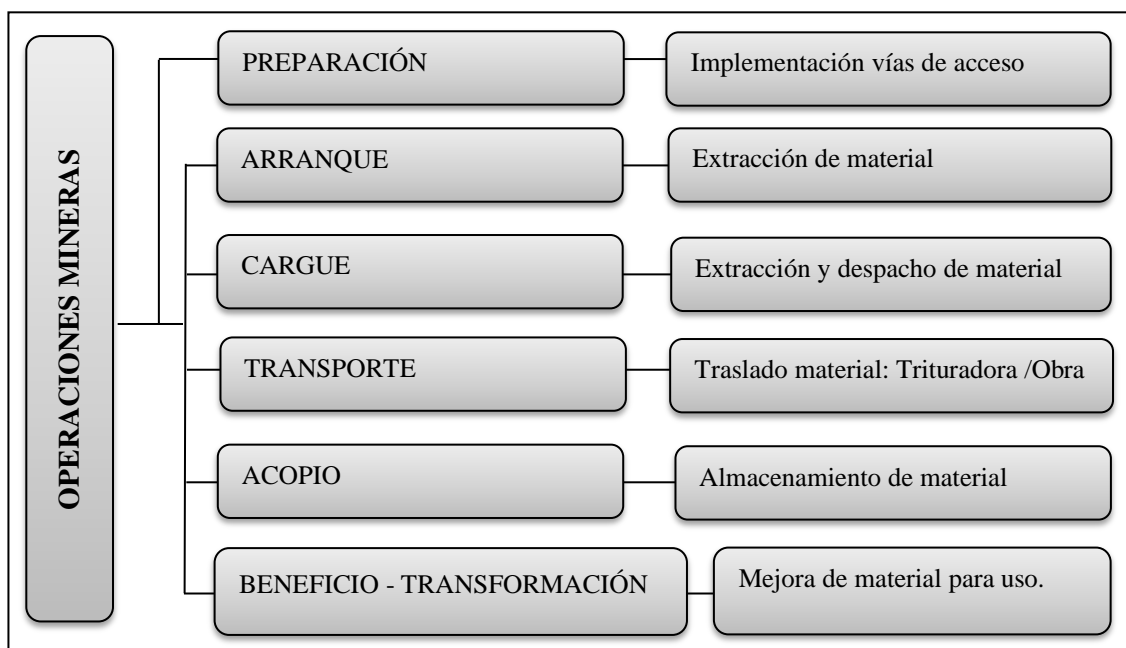 OPERACIONES MINERAS
PREPARACIÓN
Implementación vías de acceso
ARRANQUE
Extracción de material
CARGUE
Extracción y despacho de material
TRANSPORTE
Traslado material: Trituradora /Obra
ACOPIO
Almacenamiento de material
BENEFICIO - TRANSFORMACIÓN
Mejora de material para uso.